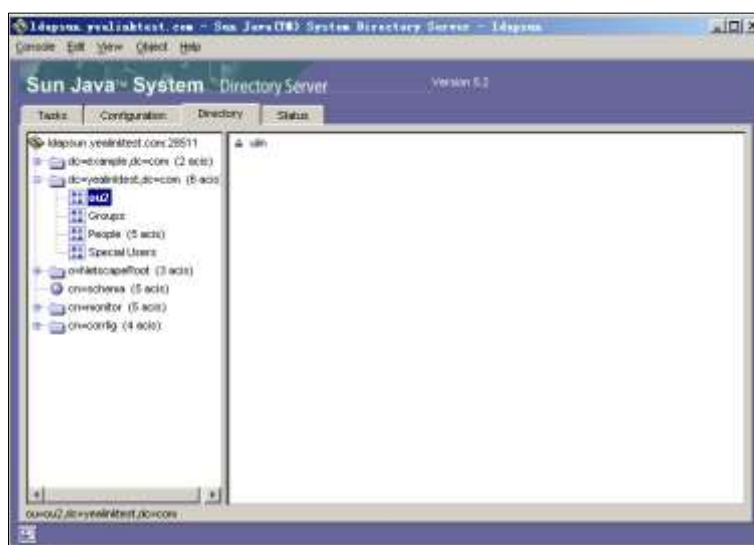 ldapsun.yealinktest.com - Sun Java(TM) System Directory Server - ldapsun
Console Edit View Object Help
Sun Java™ System Directory Server Version 5.2
Tasks Configuration Directory Status
ldapsun.yealinktest.com:28511
dc=example,dc=com (2 acis)
dc=yealinktest,dc=com (6 acis
ou2
Groups
People (5 acis)
Special Users
o=NetscapeRoot (3 acis)
cn=schema (5 acis)
cn=monitor (5 acis)
cn=config (4 acis)
ou=ou2,dc=yealinktest,dc=com